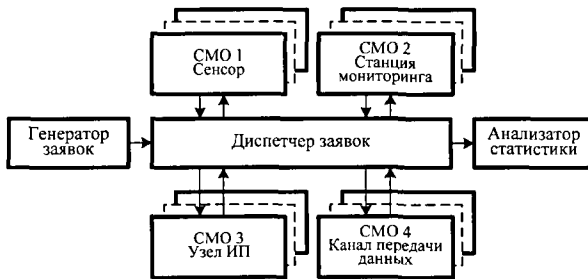 СМО 1
Сенсор
СМО 2
Станция
мониторинга
Генератор
заявок
Диспетчер заявок
Анализатор
статистики
СМО 3
Узел ИП
СМО 4
Канал передачи
данных